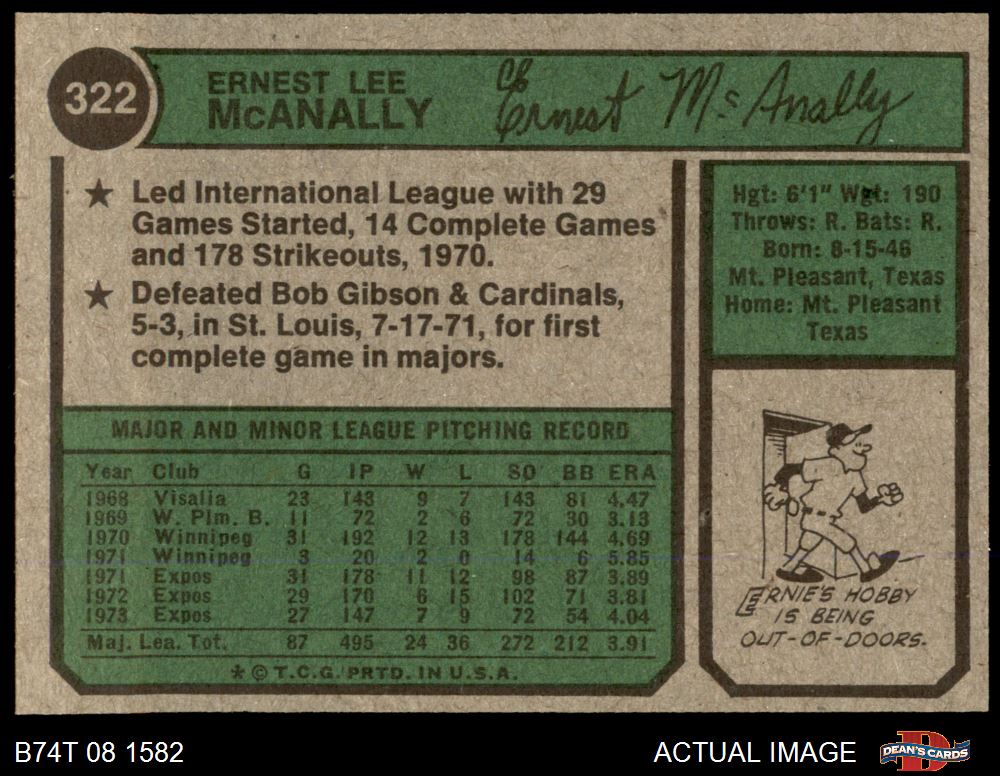 322
ERNEST LEE
McANALLY
Ernest McAnally
★ Led International League with 29
Games Started, 14 Complete Games
and 178 Strikeouts, 1970.
★ Defeated Bob Gibson & Cardinals,
5-3, in St. Louis, 7-17-71, for first
complete game in majors.
Hgt: 6'1" Wgt: 190
Throws: R. Bats: R.
Born: 8-15-46
Mt. Pleasant, Texas
Home: Mt. Pleasant
Texas
MAJOR AND MINOR LEAGUE PITCHING RECORD
Year Club G IP W L SO BB ERA
1968 Visalia 23 143 9 7 143 81 4.47
1969 W. Plm. B. 11 72 2 6 72 30 3.13
1970 Winnipeg 31 192 12 13 178 144 4.69
1971 Winnipeg 3 20 2 0 14 6 5.85
1971 Expos 31 178 11 12 98 87 3.89
1972 Expos 29 170 6 15 102 71 3.81
1973 Expos 27 147 7 9 72 54 4.04
Maj. Lea. Tot. 87 495 24 36 272 212 3.91
* © T.C.G. PRTD. IN U.S.A.
ERNIE'S HOBBY
IS BEING
OUT-OF-DOORS.
B74T 08 1582
ACTUAL IMAGE
DEAN'S CARDS